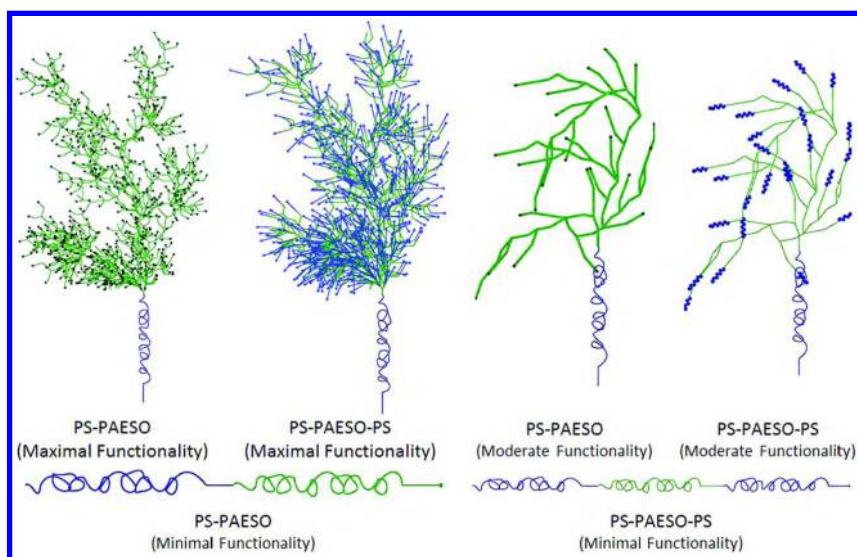 PS-PAESO
(Maximal Functionality)
PS-PAESO-PS
(Maximal Functionality)
PS-PAESO
(Moderate Functionality)
PS-PAESO-PS
(Moderate Functionality)
PS-PAESO
(Minimal Functionality)
PS-PAESO-PS
(Minimal Functionality)